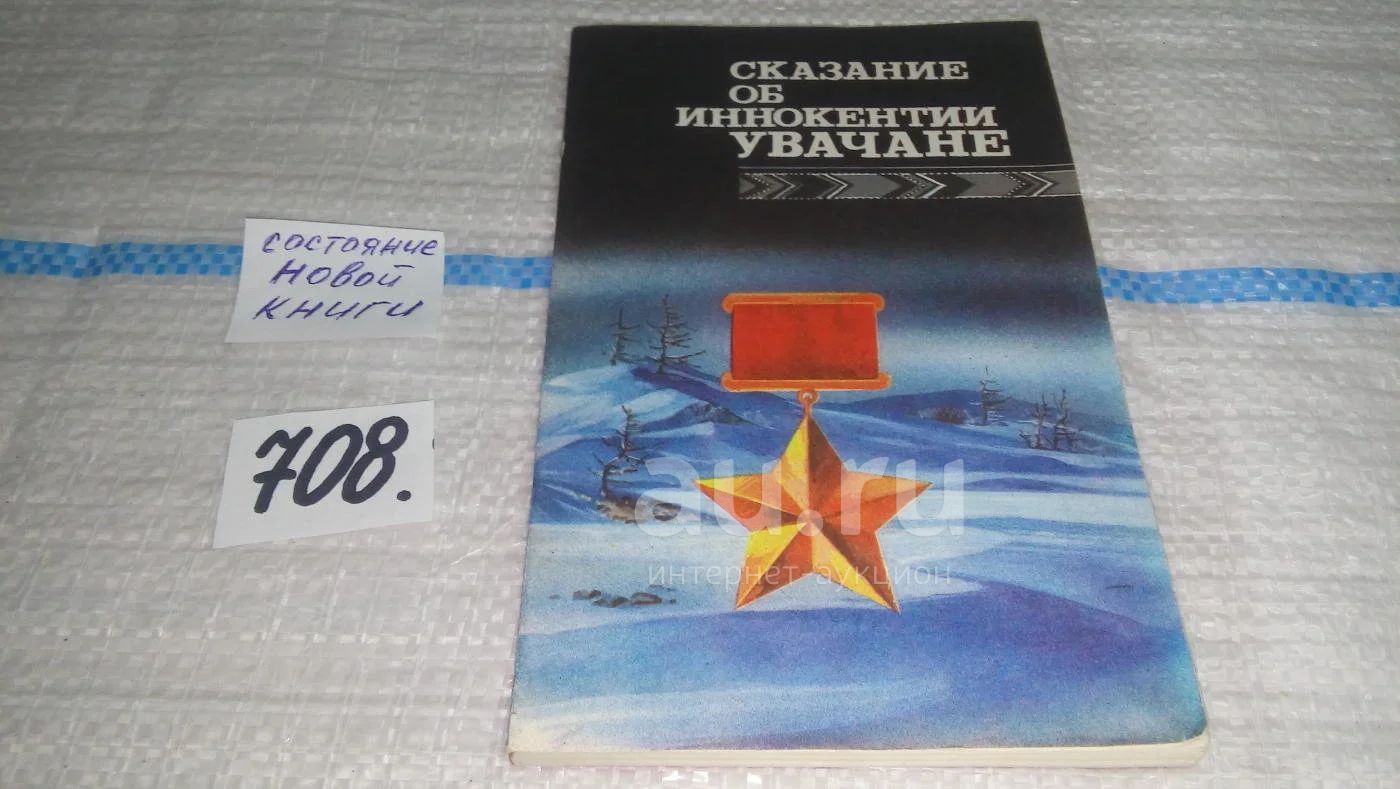 СКАЗАНИЕ
ОБ
ИННОКЕНТИИ
УВАЧАНЕ
состояние
новой
книги
708.
au.ru
интернет-аукцион